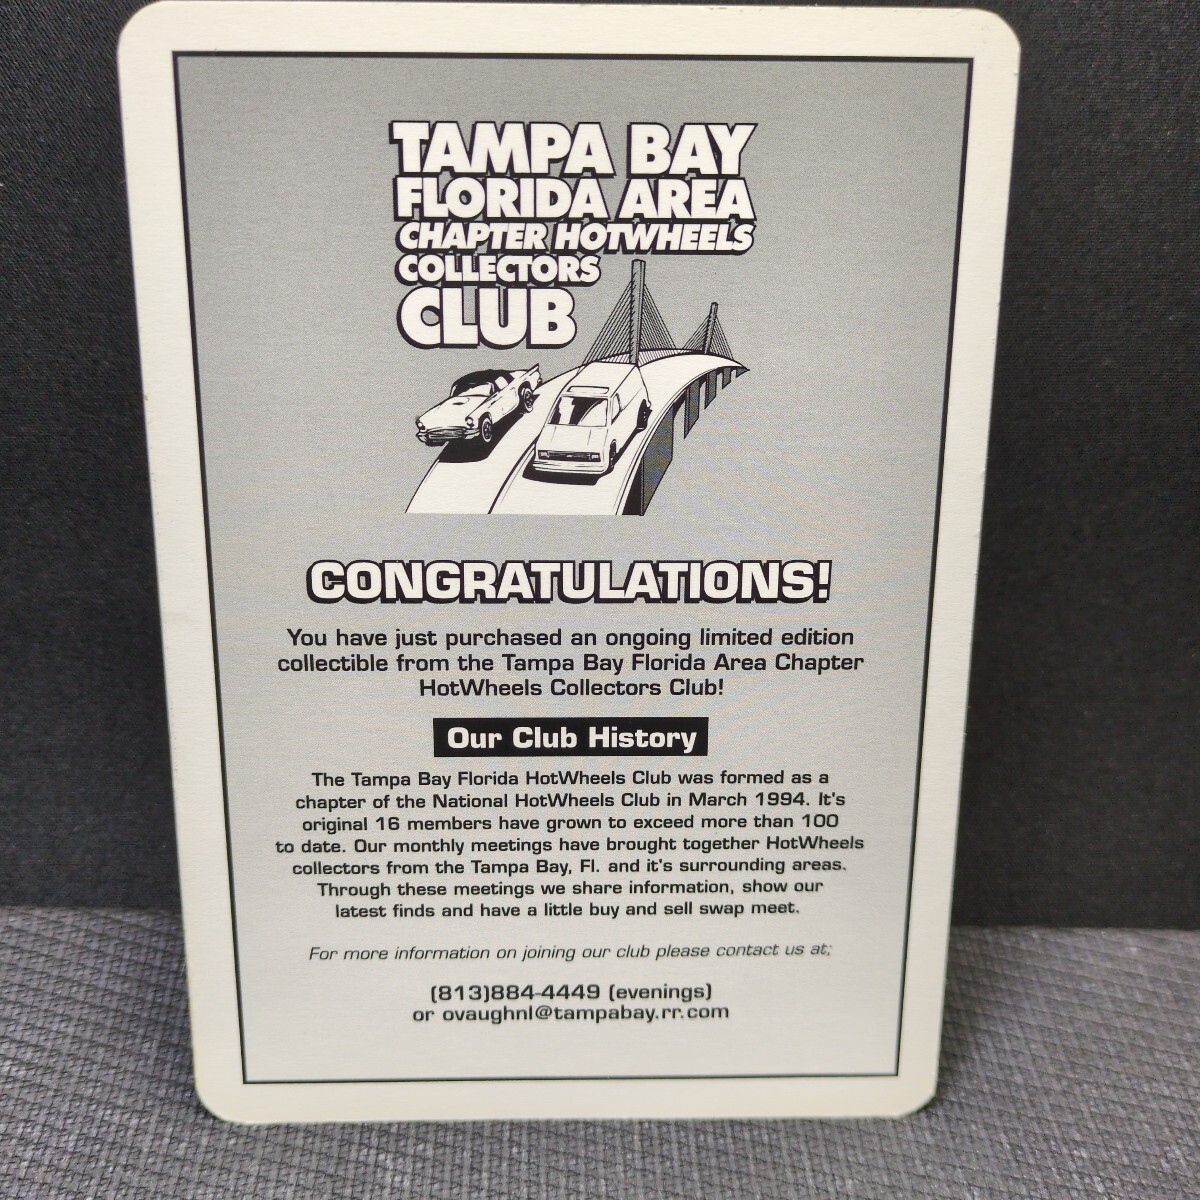 TAMPA BAY
FLORIDA AREA
CHAPTER HOTWHEELS
COLLECTORS
CLUB
CONGRATULATIONS!
You have just purchased an ongoing limited edition
collectible from the Tampa Bay Florida Area Chapter
HotWheels Collectors Club!
Our Club History
The Tampa Bay Florida HotWheels Club was formed as a
chapter of the National HotWheels Club in March 1994. It's
original 16 members have grown to exceed more than 100
to date. Our monthly meetings have brought together HotWheels
collectors from the Tampa Bay, Fl. and it's surrounding areas.
Through these meetings we share information, show our
latest finds and have a little buy and sell swap meet.
For more information on joining our club please contact us at;
(813)884-4449 (evenings)
or ovaughnl@tampabay.rr.com